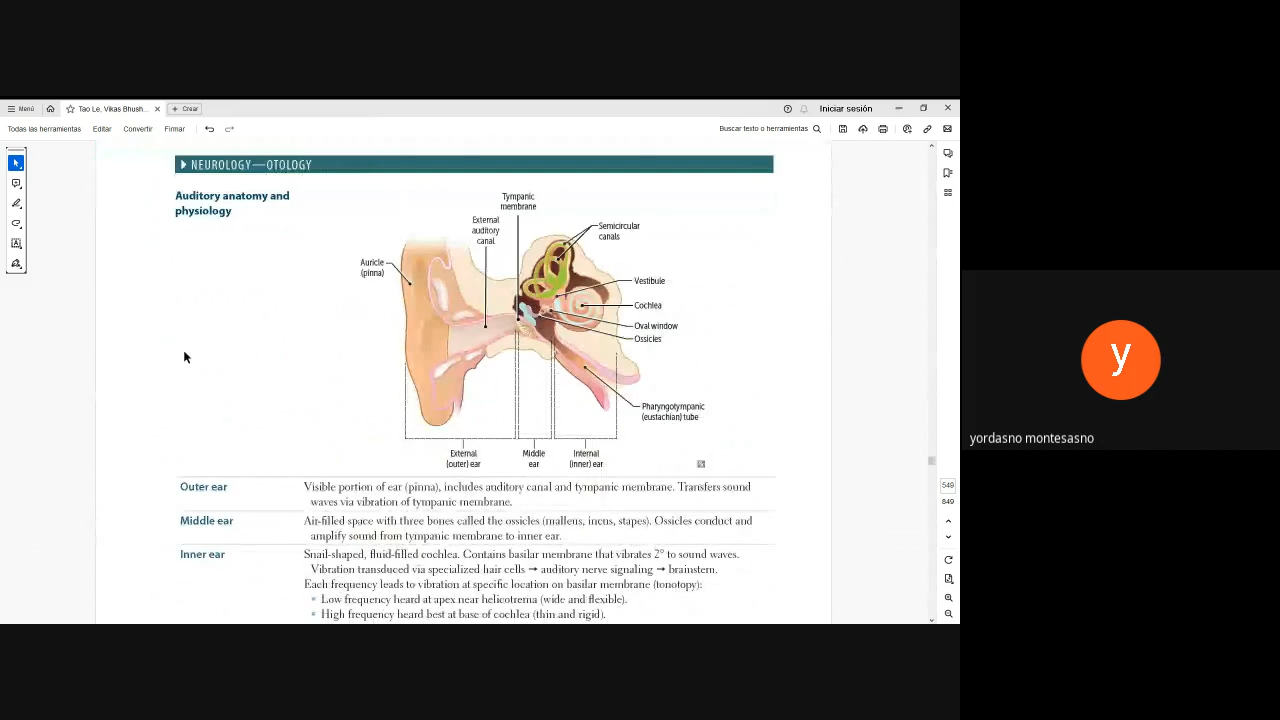 Menú
Tao Le, Vikas Bhush...
Crear
Iniciar sesión
Todas las herramientas
Editar
Convertir
Firmar
Buscar texto o herramientas
NEUROLOGY—OTOLOGY
Auditory anatomy and
physiology
Tympanic
membrane
External
auditory
canal
Semicircular
canals
Auricle
(pinna)
Vestibule
Cochlea
Oval window
Ossicles
Pharyngotympanic
(eustachian) tube
External
(outer) ear
Middle
ear
Internal
(inner) ear
Outer ear
Visible portion of ear (pinna), includes auditory canal and tympanic membrane. Transfers sound
waves via vibration of tympanic membrane.
Middle ear
Air-filled space with three bones called the ossicles (malleus, incus, stapes). Ossicles conduct and
amplify sound from tympanic membrane to inner ear.
Inner ear
Snail-shaped, fluid-filled cochlea. Contains basilar membrane that vibrates 2° to sound waves.
Vibration transduced via specialized hair cells → auditory nerve signaling → brainstem.
Each frequency leads to vibration at specific location on basilar membrane (tonotopy):
Low frequency heard at apex near helicotrema (wide and flexible).
High frequency heard best at base of cochlea (thin and rigid).
549
849
y
yordasno montesasno